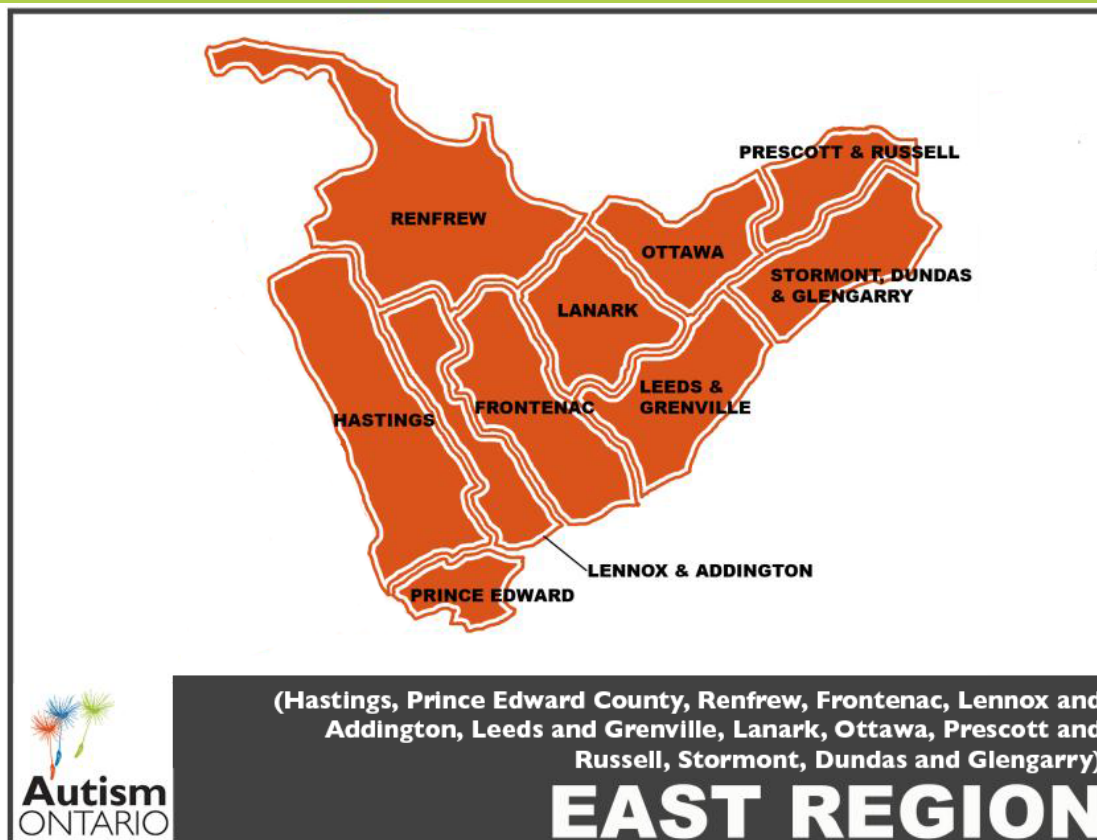 PRESCOTT & RUSSELL
RENFREW
OTTAWA
STORMONT, DUNDAS
& GLENGARRY
LANARK
LEEDS &
GRENVILLE
FRONTENAC
HASTINGS
LENNOX & ADDINGTON
PRINCE EDWARD
(Hastings, Prince Edward County, Renfrew, Frontenac, Lennox and
Addington, Leeds and Grenville, Lanark, Ottawa, Prescott and
Russell, Stormont, Dundas and Glengarry)
EAST REGION
Autism
ONTARIO